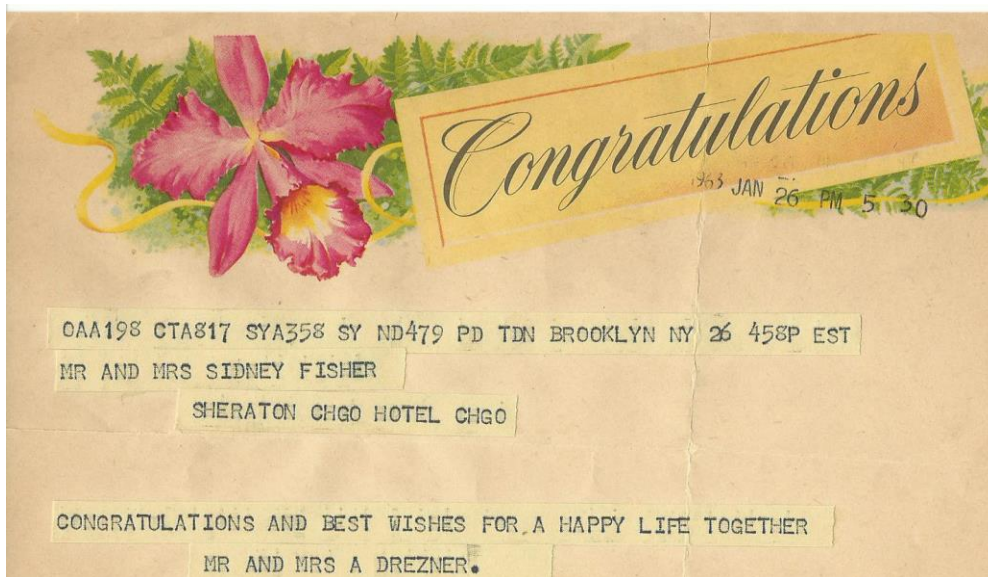 Congratulations
1963 JAN 26 PM 5 30
OAA198 CTA817 SYA358 SY ND479 PD TDN BROOKLYN NY 26 458P EST
MR AND MRS SIDNEY FISHER
SHERATON CHGO HOTEL CHGO
CONGRATULATIONS AND BEST WISHES FOR A HAPPY LIFE TOGETHER
MR AND MRS A DREZNER.